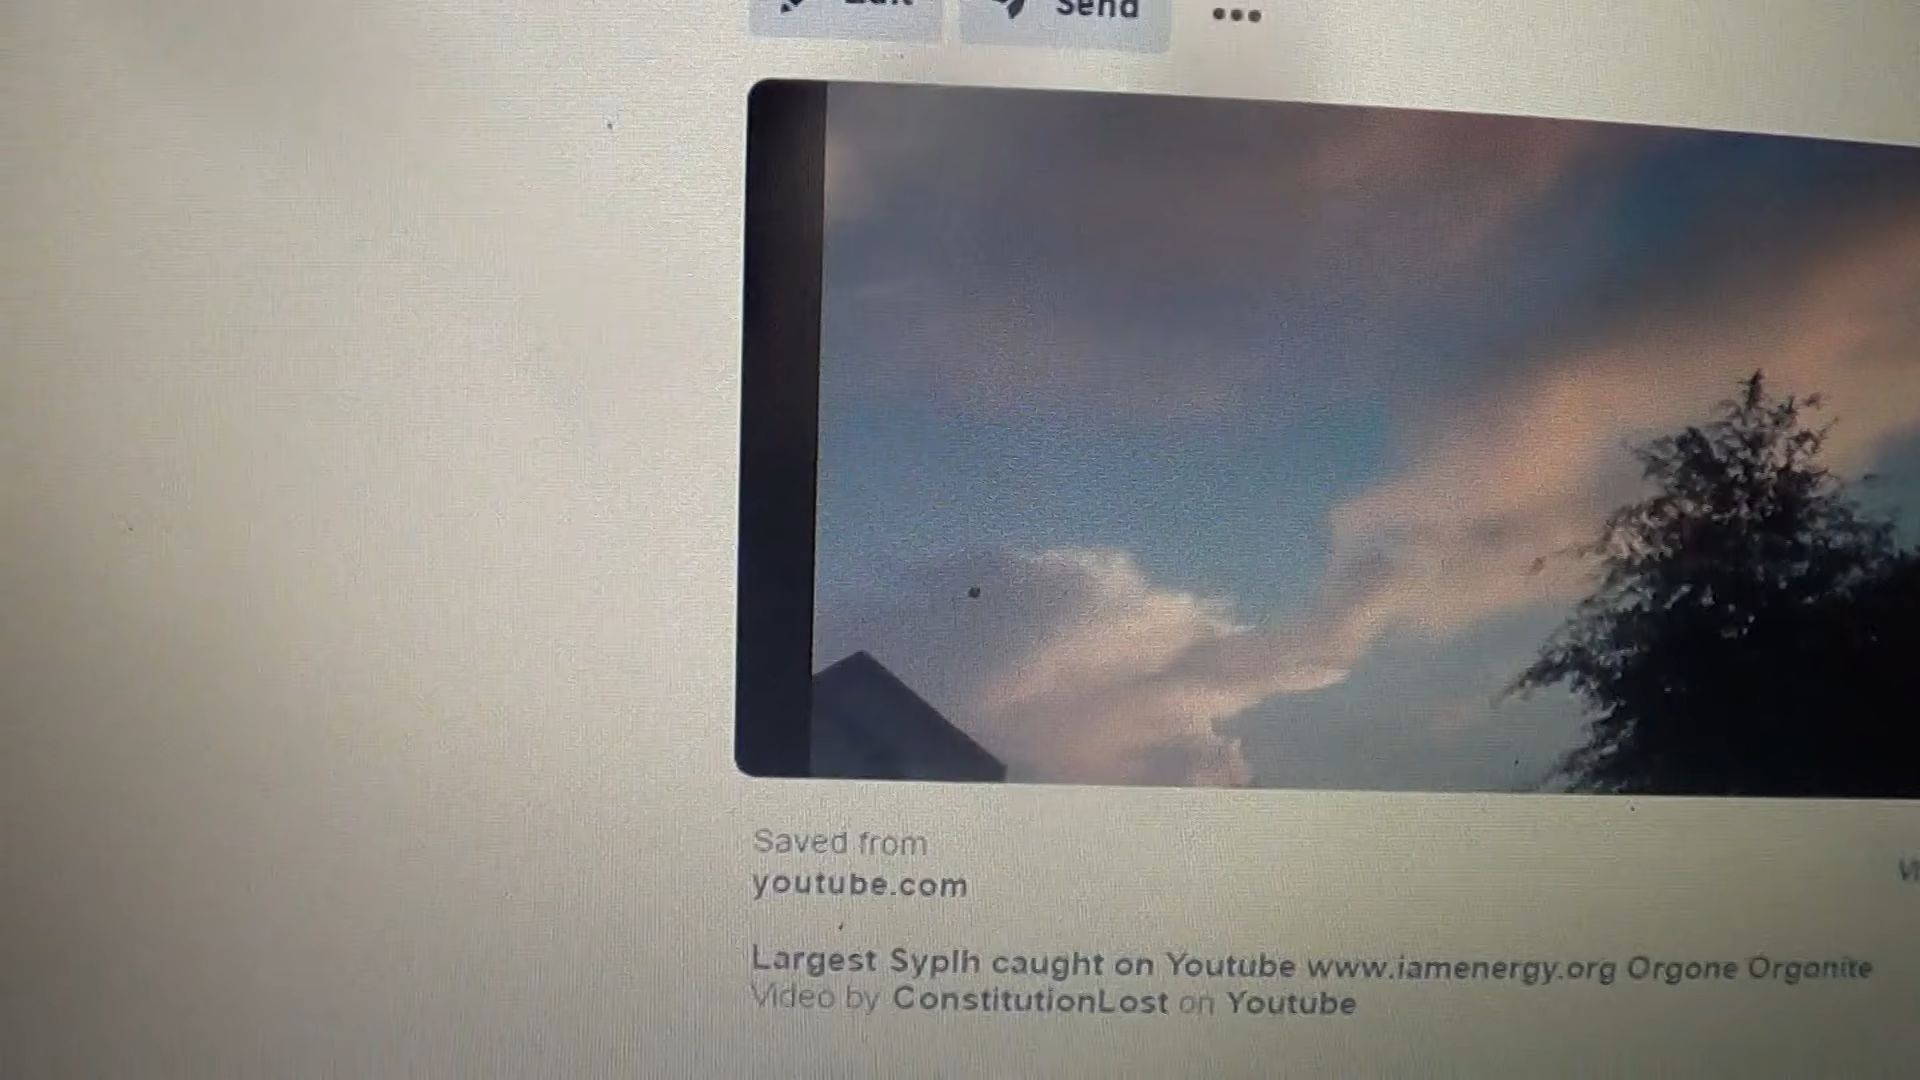 Edit Send
Saved from
youtube.com
Largest Syplh caught on Youtube www.iamenergy.org Orgone Orgonite
Video by ConstitutionLost on Youtube